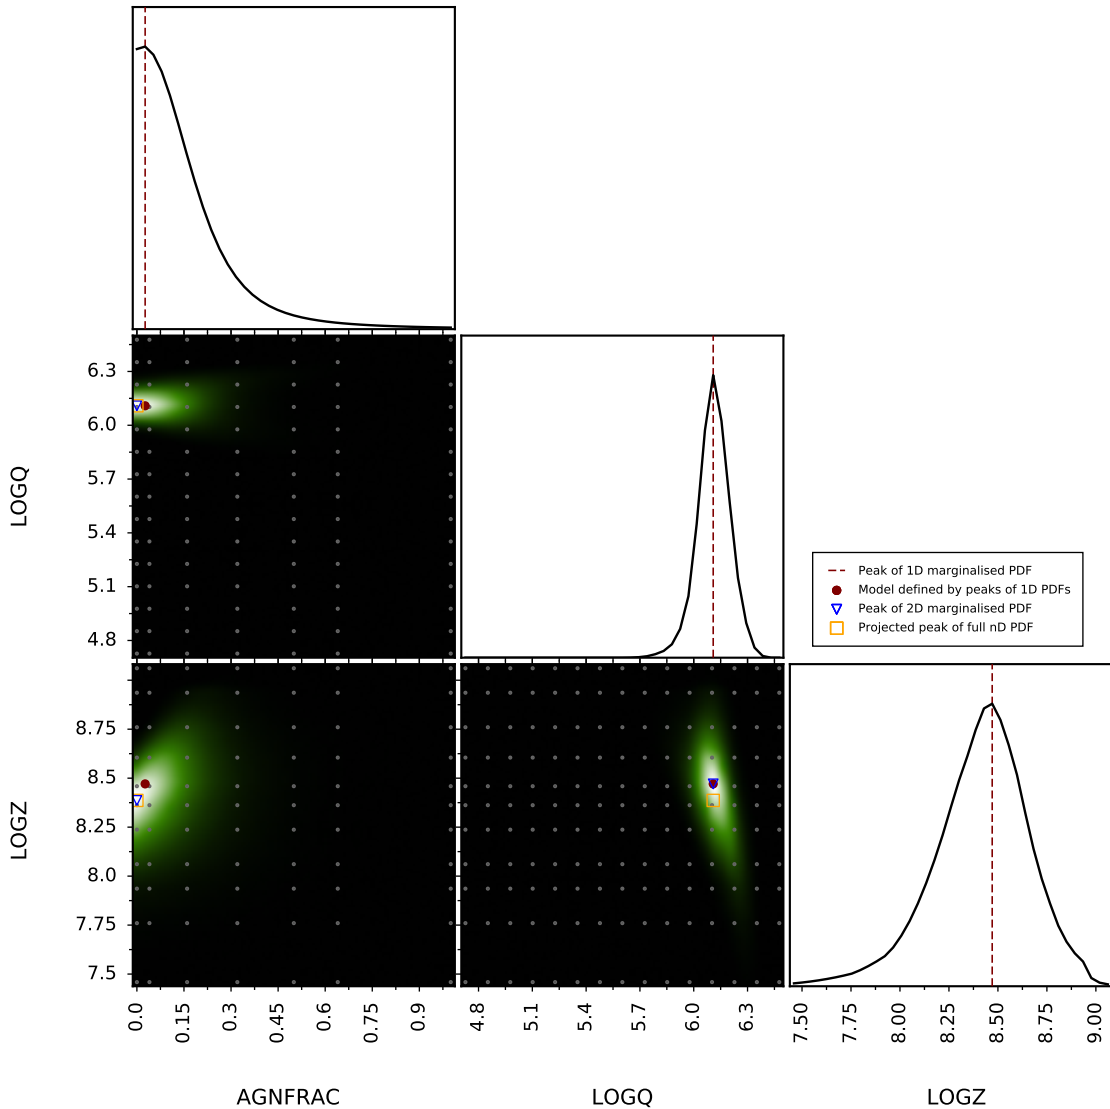 6.3
6.0
5.7
5.4
5.1
4.8
LOGQ
Peak of 1D marginalised PDF
Model defined by peaks of 1D PDFs
Peak of 2D marginalised PDF
Projected peak of full nD PDF
8.75
8.5
8.25
8.0
7.75
7.5
LOGZ
0.0 0.15 0.3 0.45 0.6 0.75 0.9
4.8 5.1 5.4 5.7 6.0 6.3
7.50 7.75 8.00 8.25 8.50 8.75 9.00
AGNFRAC LOGQ LOGZ